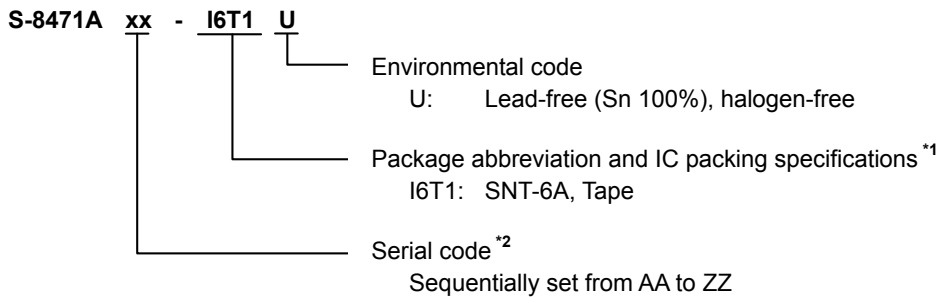 S-8471A xx - I6T1 U
Environmental code
U: Lead-free (Sn 100%), halogen-free
Package abbreviation and IC packing specifications *1
I6T1: SNT-6A, Tape
Serial code *2
Sequentially set from AA to ZZ